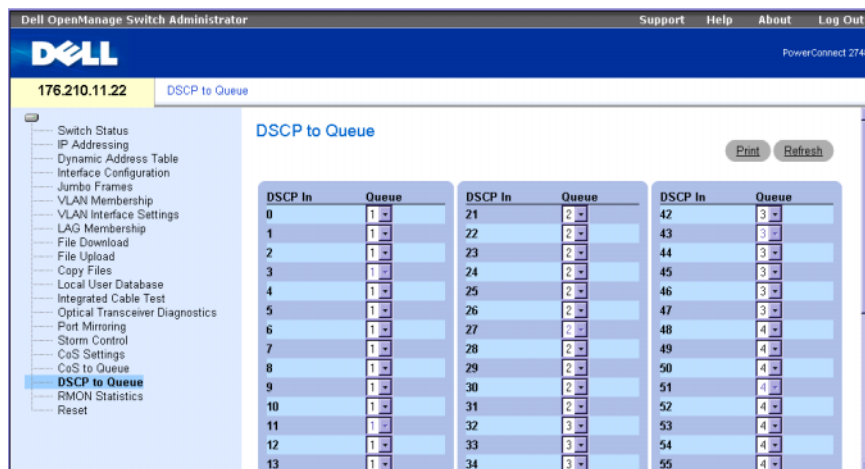 Dell OpenManage Switch Administrator Support Help About Log Out
DELL
PowerConnect 274
176.210.11.22 DSCP to Queue
Switch Status
IP Addressing
Dynamic Address Table
Interface Configuration
Jumbo Frames
VLAN Membership
VLAN Interface Settings
LAG Membership
File Download
File Upload
Copy Files
Local User Database
Integrated Cable Test
Optical Transceiver Diagnostics
Port Mirroring
Storm Control
CoS Settings
CoS to Queue
DSCP to Queue
RMON Statistics
Reset
DSCP to Queue
Print Refresh
DSCP In Queue DSCP In Queue DSCP In Queue
0 1 21 2 42 3
1 1 22 2 43 3
2 1 23 2 44 3
3 1 24 2 45 3
4 1 25 2 46 3
5 1 26 2 47 3
6 1 27 2 48 4
7 1 28 2 49 4
8 1 29 2 50 4
9 1 30 2 51 4
10 1 31 2 52 4
11 1 32 3 53 4
12 1 33 3 54 4
13 1 34 3 55 4